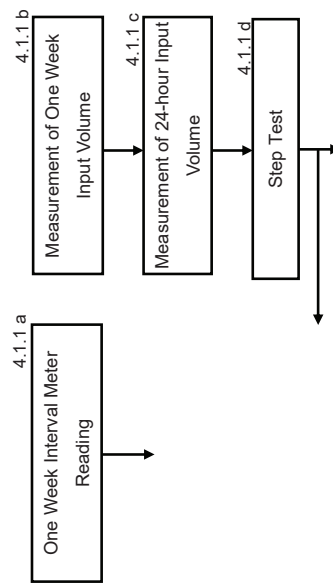 4.1.1 a
One Week Interval Meter
Reading
4.1.1 b
Measurement of One Week
Input Volume
4.1.1 c
Measurement of 24-hour Input
Volume
4.1.1 d
Step Test